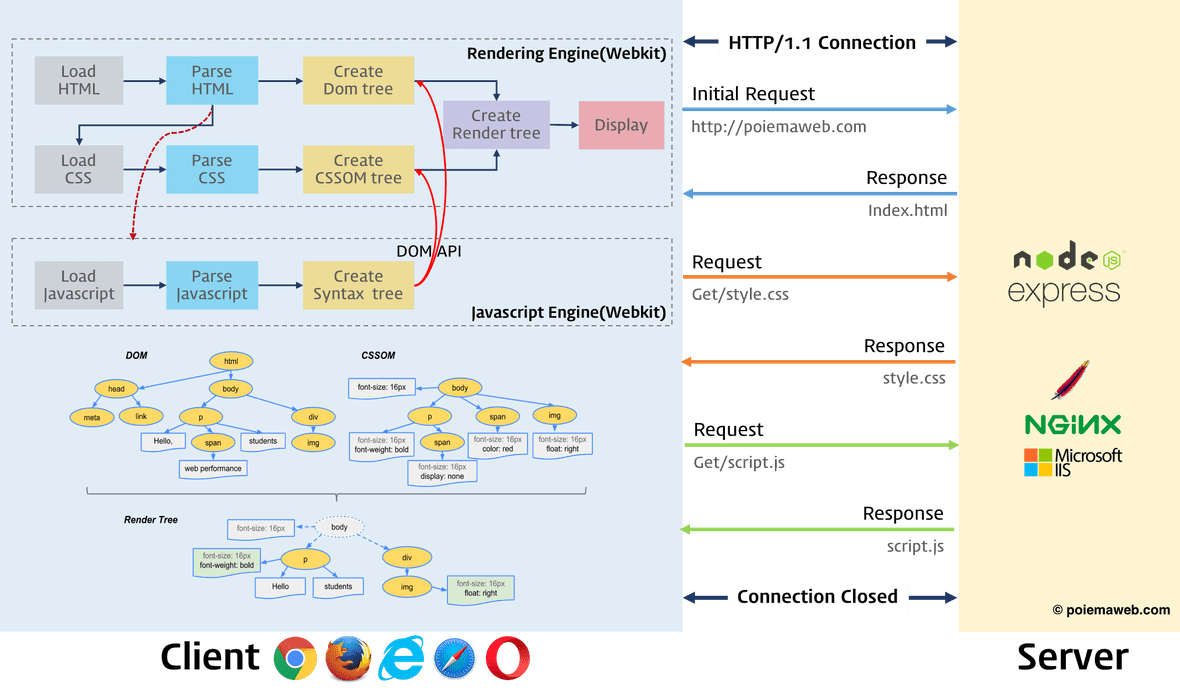 Rendering Engine(Webkit)
Load
HTML
Parse
HTML
Create
Dom tree
Create
Render tree
Display
Load
CSS
Parse
CSS
Create
CSSOM tree
DOM API
Load
Javascript
Parse
Javascript
Create
Syntax tree
Javascript Engine(Webkit)
DOM
html
head
body
meta
link
p
div
Hello,
span
students
img
web performance
CSSOM
font-size: 16px
body
p
span
img
font-size: 16px
font-weight: bold
span
font-size: 16px
color: red
font-size: 16px
float: right
font-size: 16px
display: none
Render Tree
font-size: 16px
body
font-size: 16px
font-weight: bold
p
div
Hello
students
img
font-size: 16px
float: right
HTTP/1.1 Connection
Initial Request
http://poiemaweb.com
Response
Index.html
Request
Get/style.css
Response
style.css
Request
Get/script.js
Response
script.js
Connection Closed
node
JS
express
NGINX
Microsoft
IIS
© poiemaweb.com
Client
Server